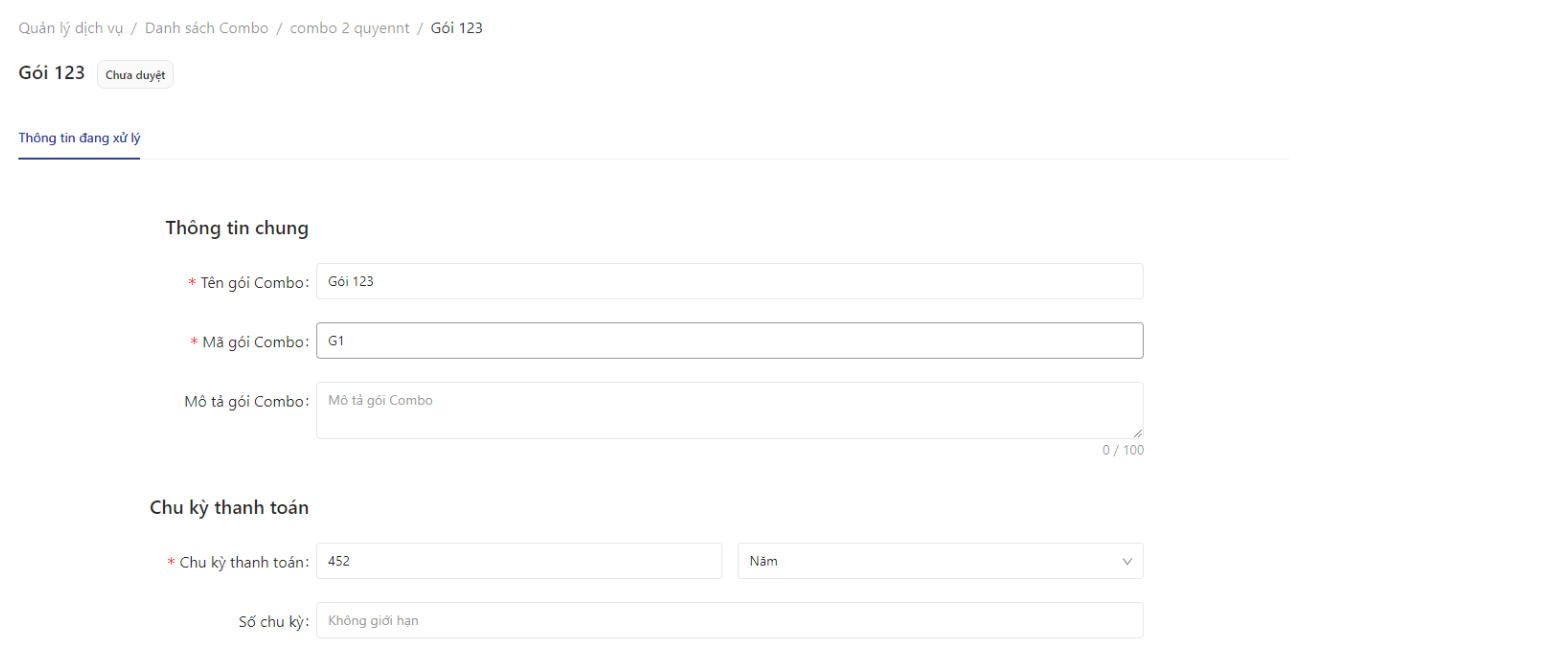 Quản lý dịch vụ / Danh sách Combo / combo 2 quyennt / Gói 123
Gói 123 Chưa duyệt
Thông tin đang xử lý
Thông tin chung
* Tên gói Combo: Gói 123
* Mã gói Combo: G1
Mô tả gói Combo: Mô tả gói Combo
0 / 100
Chu kỳ thanh toán
* Chu kỳ thanh toán: 452 Năm
Số chu kỳ: Không giới hạn